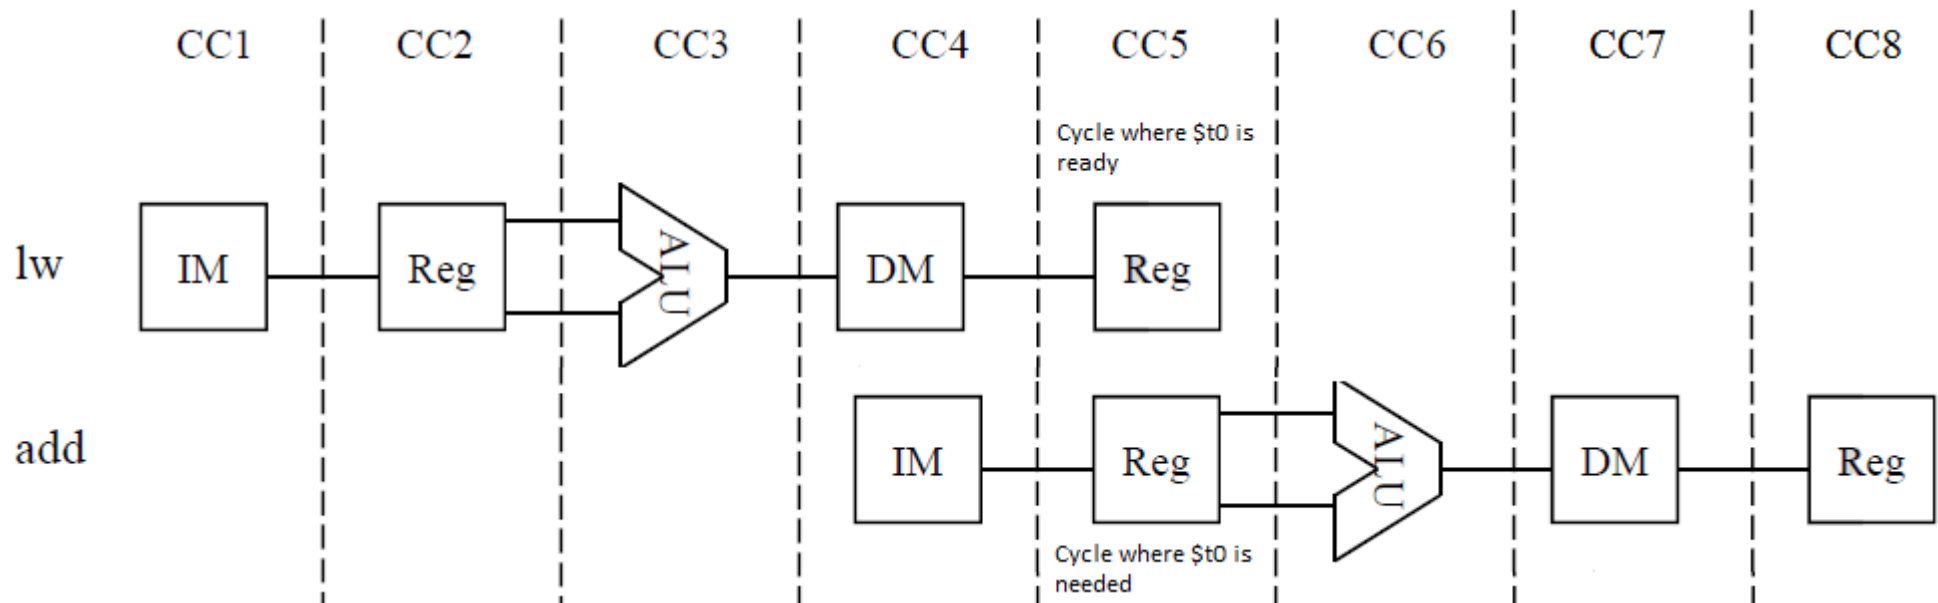 CC1 CC2 CC3 CC4 CC5 CC6 CC7 CC8
Cycle where $t0 is
ready
lw IM Reg ALU DM Reg
add IM Reg ALU DM Reg
Cycle where $t0 is
needed